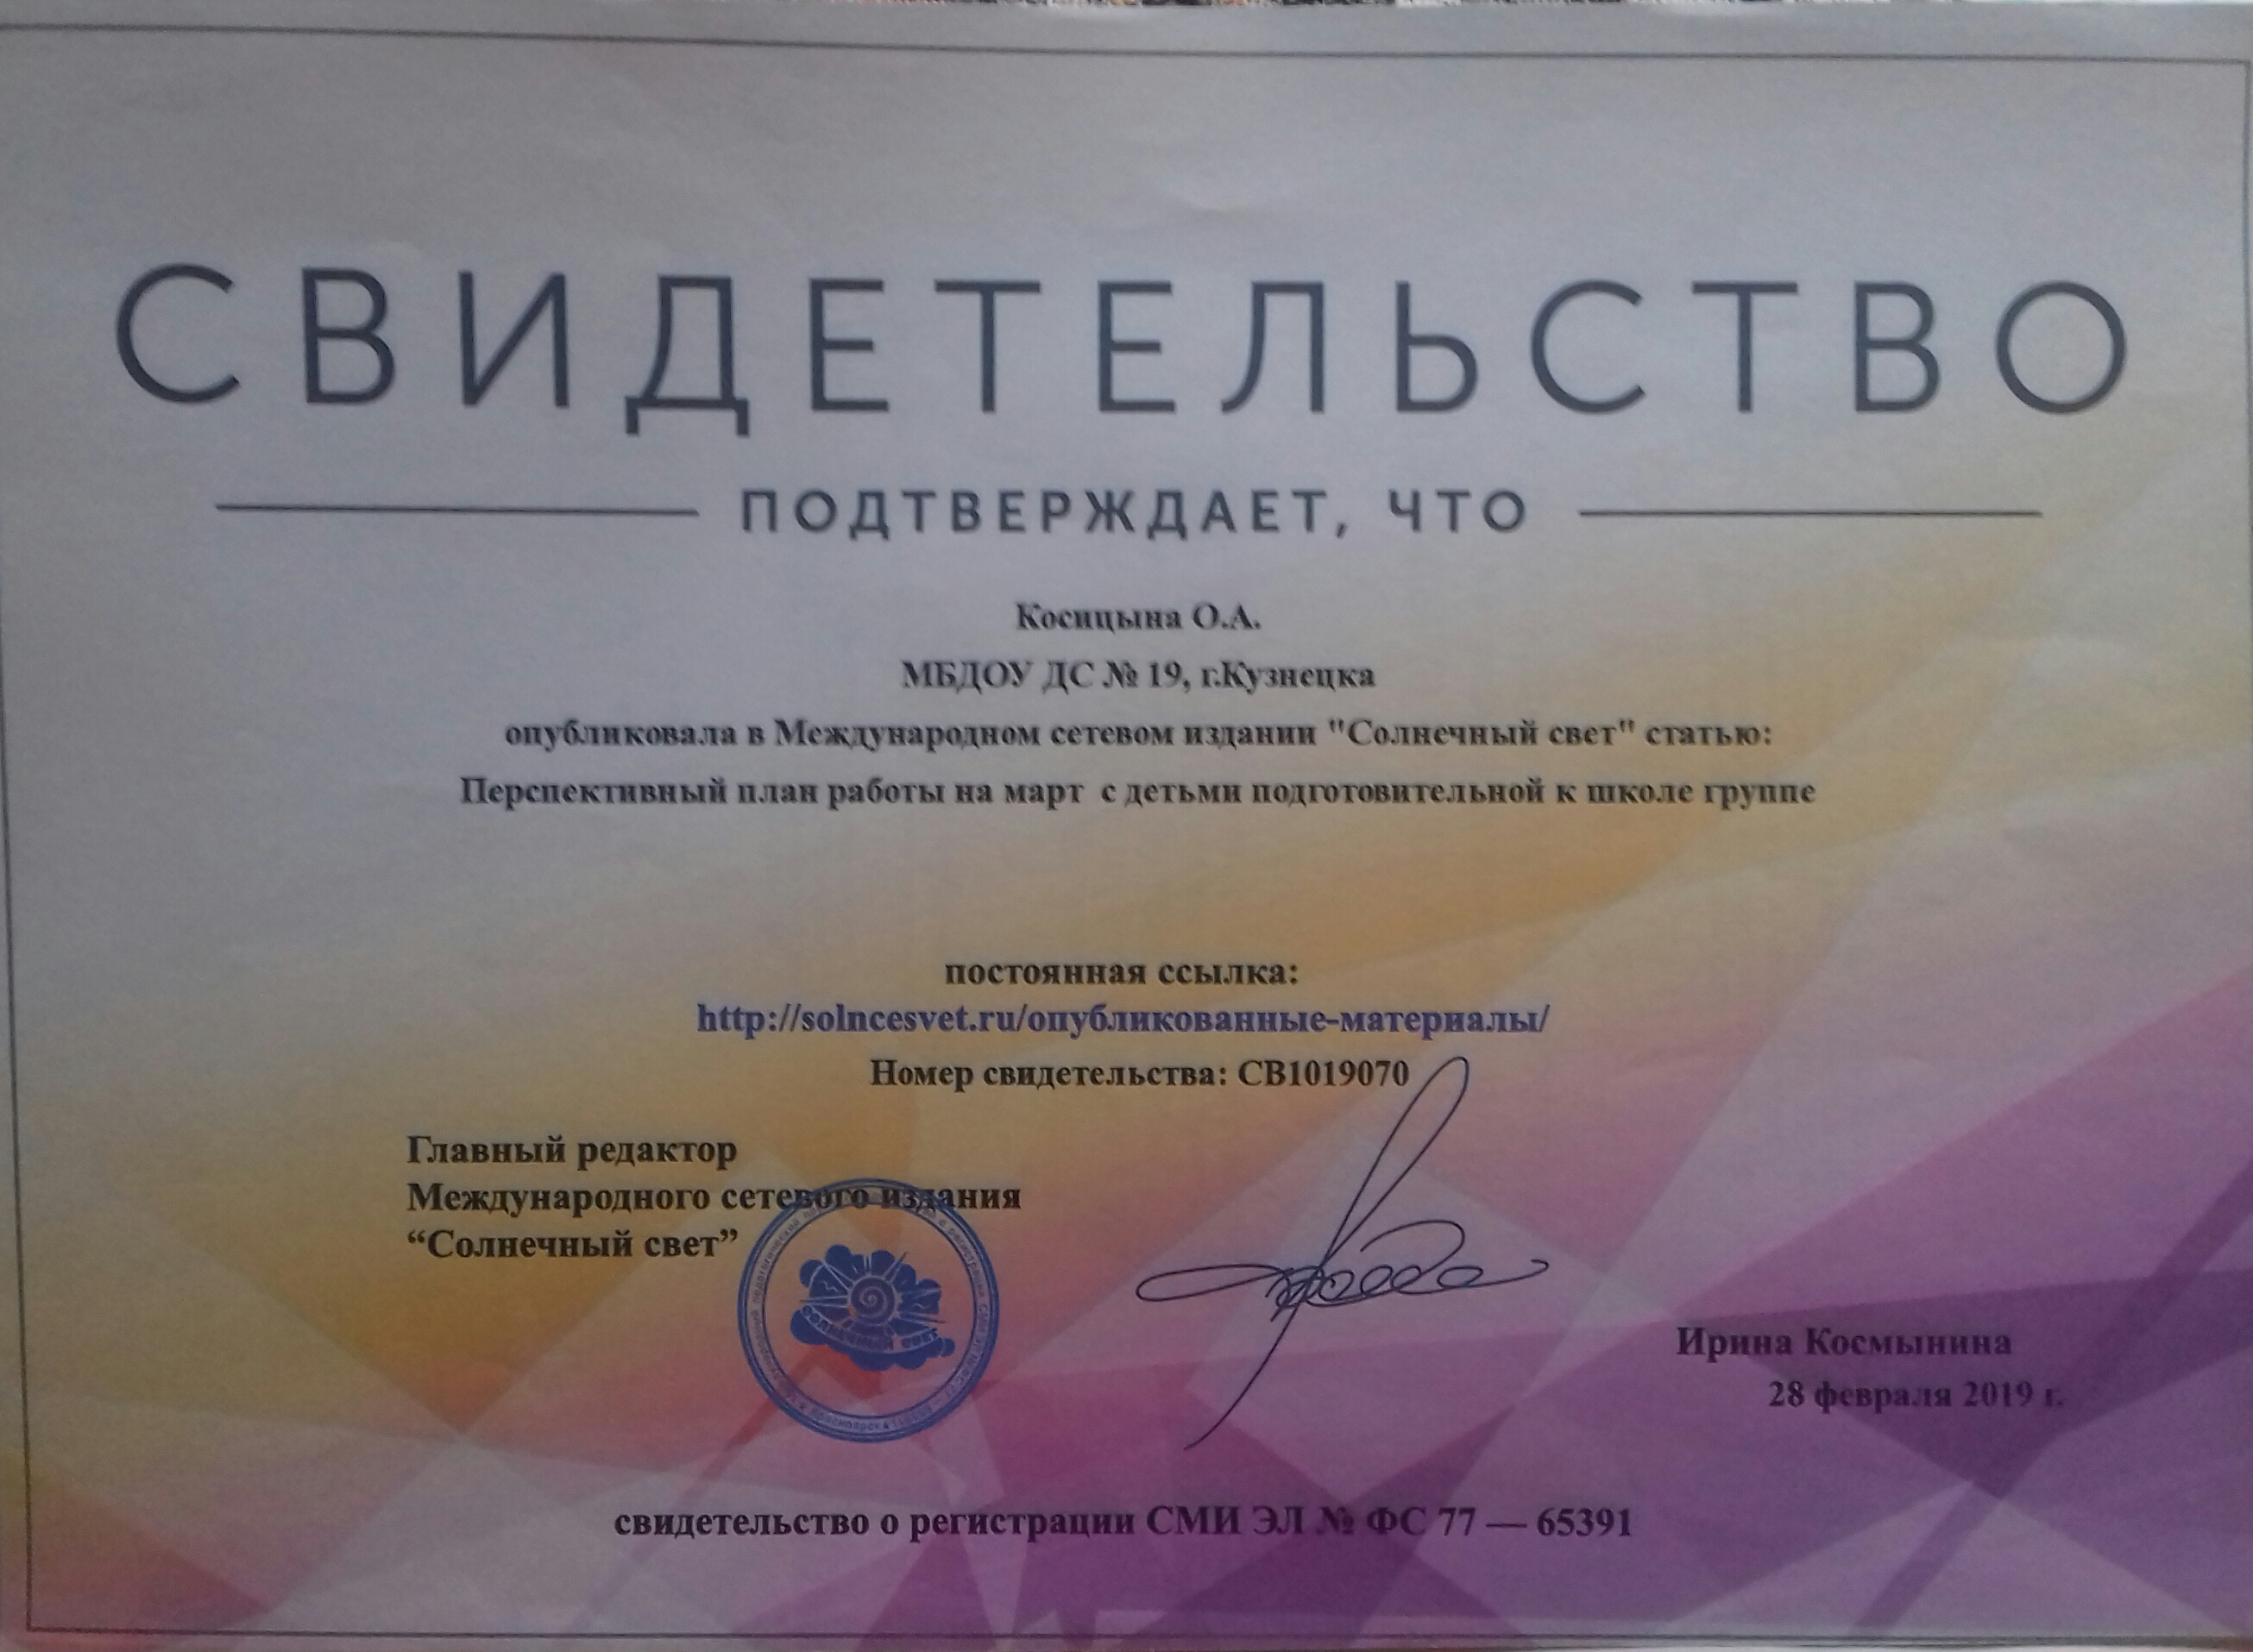 СВИДЕТЕЛЬСТВО
ПОДТВЕРЖДАЕТ, ЧТО
Косицына О.А.
МБДОУ ДС № 19, г.Кузнецка
опубликовала в Международном сетевом издании "Солнечный свет" статью:
Перспективный план работы на март с детьми подготовительной к школе группе
постоянная ссылка:
http://solncesvet.ru/опубликованные-материалы/
Номер свидетельства: СВ1019070
Главный редактор
Международного сетевого издания
“Солнечный свет”
СОЛНЕЧНЫЙ СВЕТ
Ирина Космынина
28 февраля 2019 г.
свидетельство о регистрации СМИ ЭЛ № ФС 77 — 65391